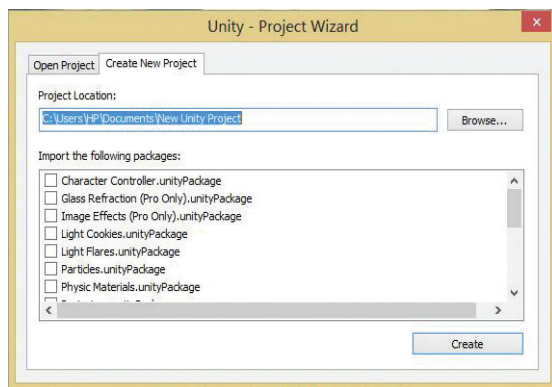 Unity - Project Wizard
Open Project
Create New Project
Project Location:
C:\Users\HP\Documents\New Unity Project
Browse...
Import the following packages:
Character Controller.unityPackage
Glass Refraction (Pro Only).unityPackage
Image Effects (Pro Only).unityPackage
Light Cookies.unityPackage
Light Flares.unityPackage
Particles.unityPackage
Physic Materials.unityPackage
Create